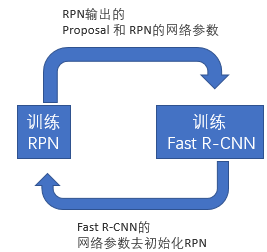 RPN输出的
Proposal 和 RPN的网络参数
训练
RPN
训练
Fast R-CNN
Fast R-CNN的
网络参数去初始化RPN